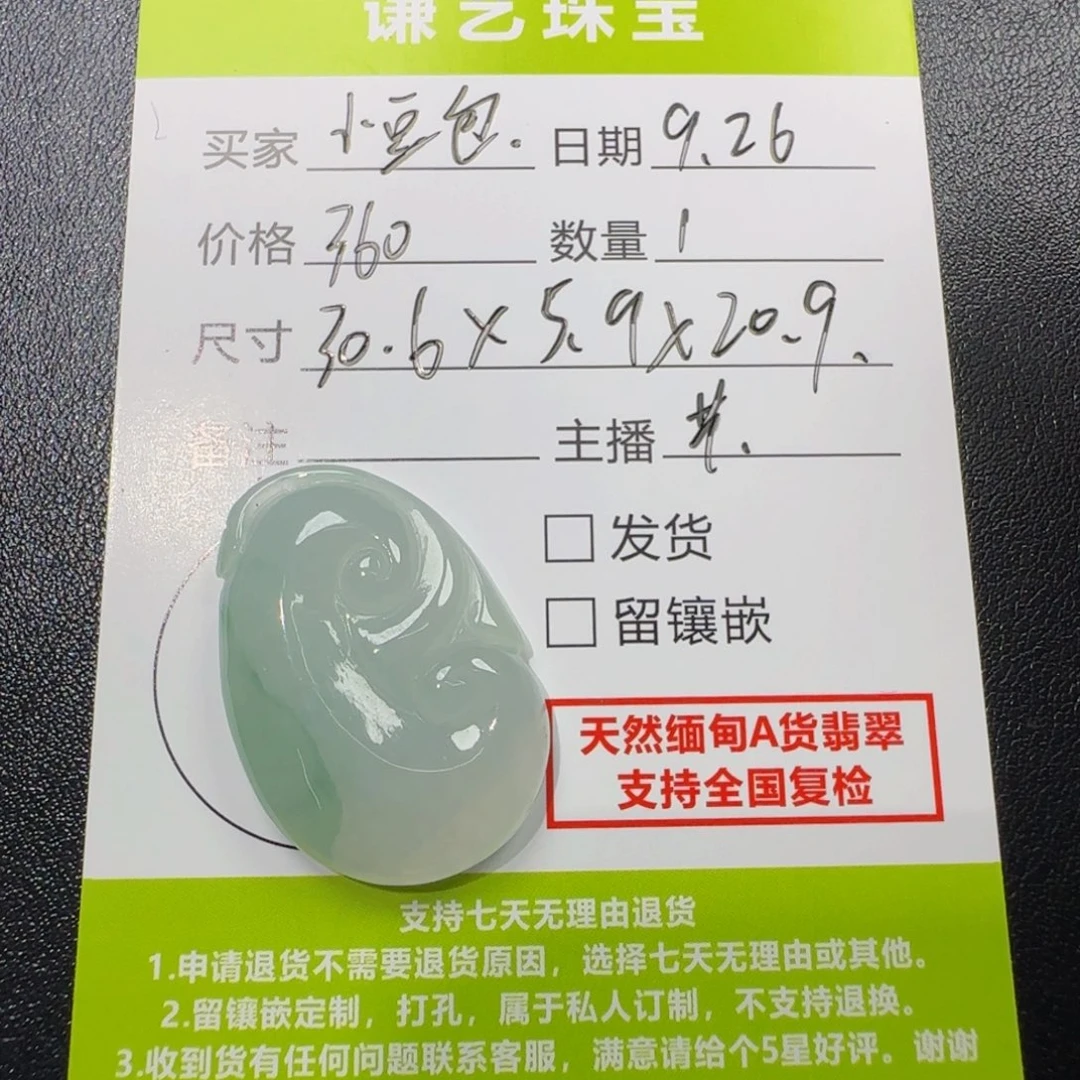 谦艺珠宝
买家 小豆包. 日期 9.26
价格 360 数量 1
尺寸 30.6×5.9×20.9.
备注 主播
□ 发货
□ 留镶嵌
天然缅甸A货翡翠
支持全国复检
支持七天无理由退货
1.申请退货不需要退货原因，选择七天无理由或其他。
2.留镶嵌定制，打孔，属于私人订制，不支持退换。
3.收到货有任何问题联系客服，满意请给个5星好评。谢谢